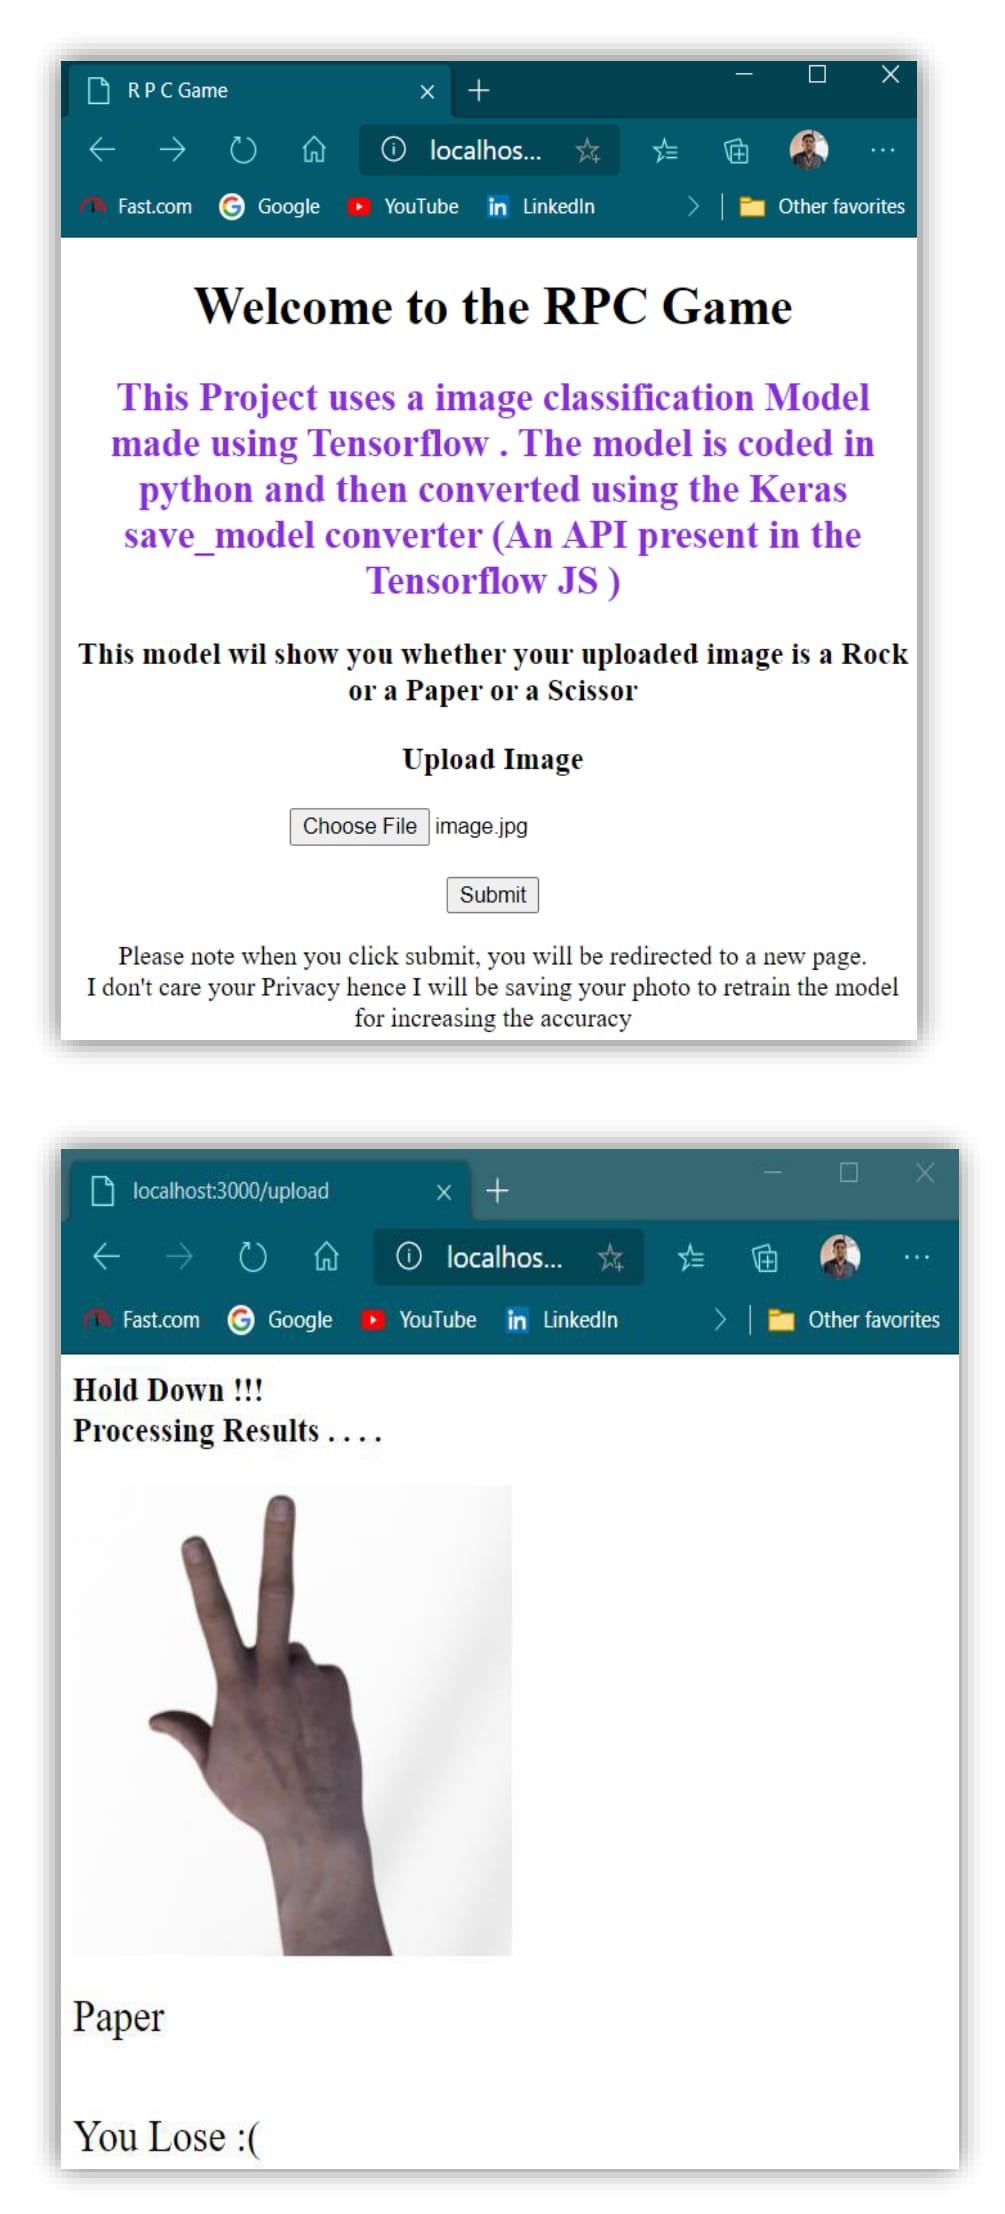 R P C Game
localhos...
Fast.com Google YouTube in LinkedIn Other favorites
Welcome to the RPC Game
This Project uses a image classification Model
made using Tensorflow . The model is coded in
python and then converted using the Keras
save_model converter (An API present in the
Tensorflow JS )
This model wil show you whether your uploaded image is a Rock
or a Paper or a Scissor
Upload Image
Choose File image.jpg
Submit
Please note when you click submit, you will be redirected to a new page.
I don't care your Privacy hence I will be saving your photo to retrain the model
for increasing the accuracy
localhost:3000/upload
localhos...
Fast.com Google YouTube in LinkedIn Other favorites
Hold Down !!!
Processing Results . . . .
Paper
You Lose :(